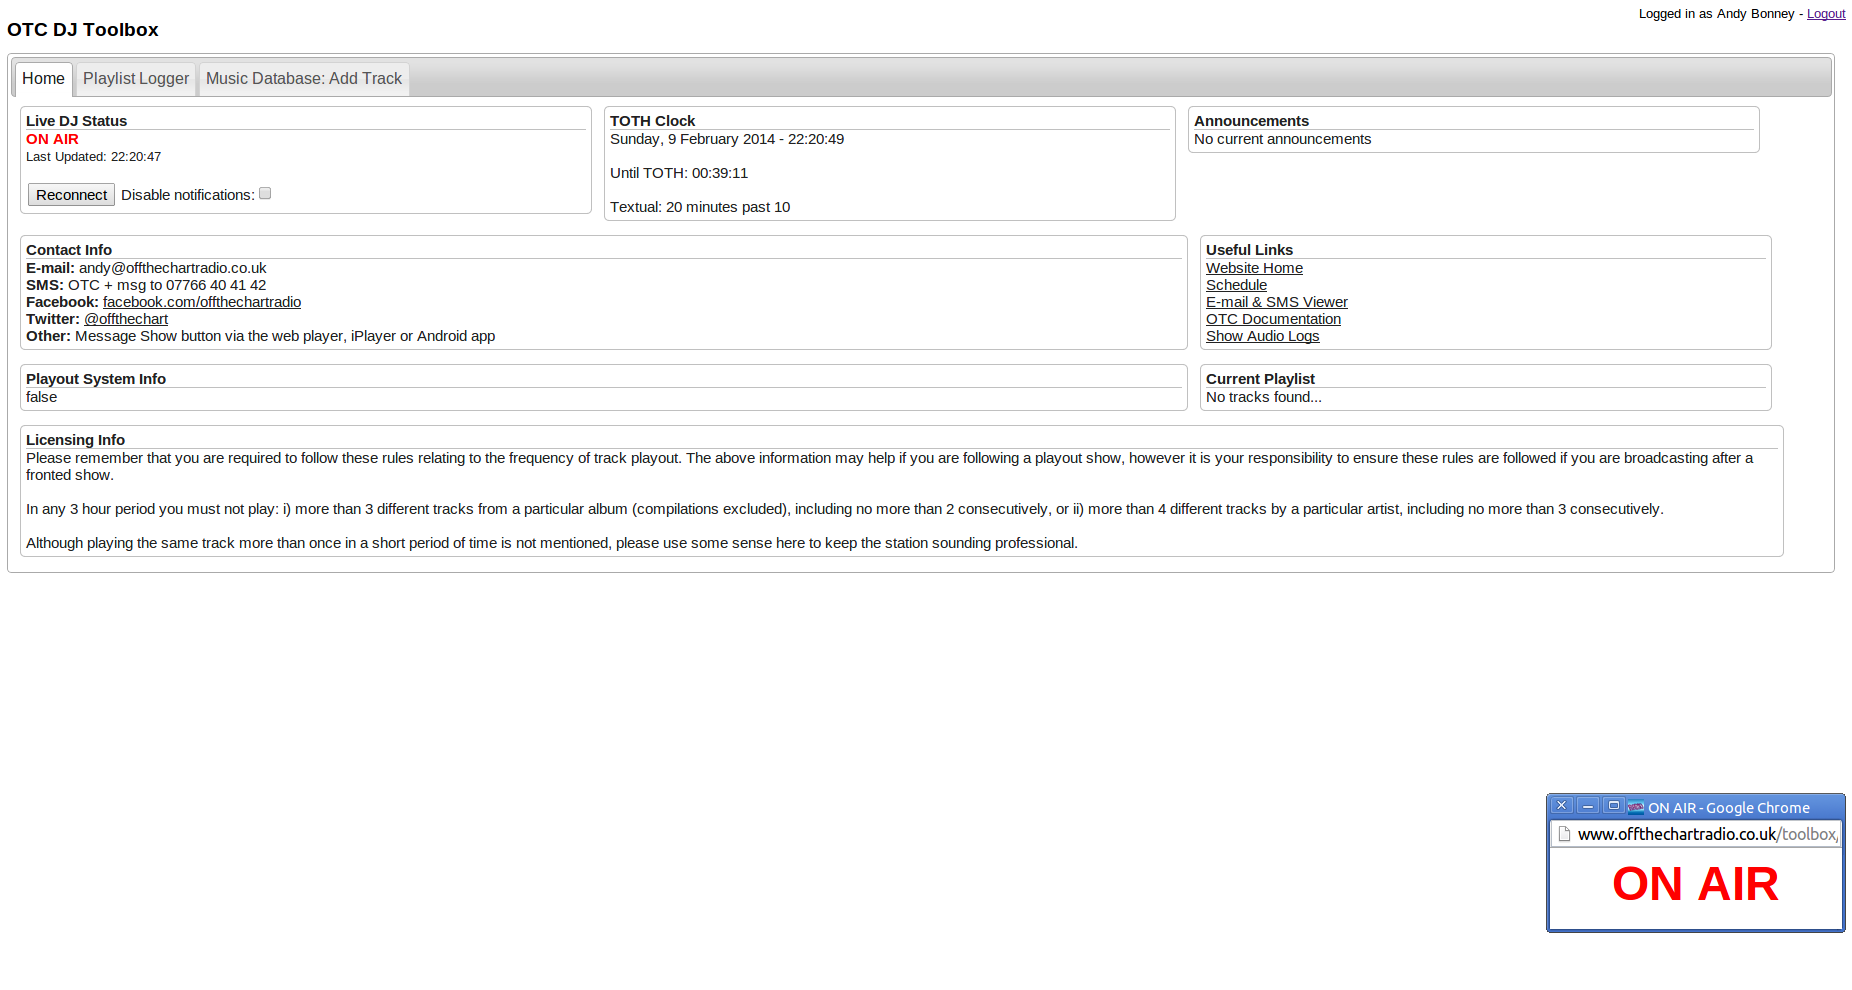 Logged in as Andy Bonney - Logout
OTC DJ Toolbox
Home
Playlist Logger
Music Database: Add Track
Live DJ Status
ON AIR
Last Updated: 22:20:47
Reconnect Disable notifications:
TOTH Clock
Sunday, 9 February 2014 - 22:20:49
Until TOTH: 00:39:11
Textual: 20 minutes past 10
Announcements
No current announcements
Contact Info
E-mail: andy@offthechartradio.co.uk
SMS: OTC + msg to 07766 40 41 42
Facebook: facebook.com/offthechartradio
Twitter: @offthechart
Other: Message Show button via the web player, iPlayer or Android app
Useful Links
Website Home
Schedule
E-mail & SMS Viewer
OTC Documentation
Show Audio Logs
Playout System Info
false
Current Playlist
No tracks found...
Licensing Info
Please remember that you are required to follow these rules relating to the frequency of track playout. The above information may help if you are following a playout show, however it is your responsibility to ensure these rules are followed if you are broadcasting after a
fronted show.
In any 3 hour period you must not play: i) more than 3 different tracks from a particular album (compilations excluded), including no more than 2 consecutively, or ii) more than 4 different tracks by a particular artist, including no more than 3 consecutively.
Although playing the same track more than once in a short period of time is not mentioned, please use some sense here to keep the station sounding professional.
ON AIR - Google Chrome
www.offthechartradio.co.uk/toolbox/
ON AIR